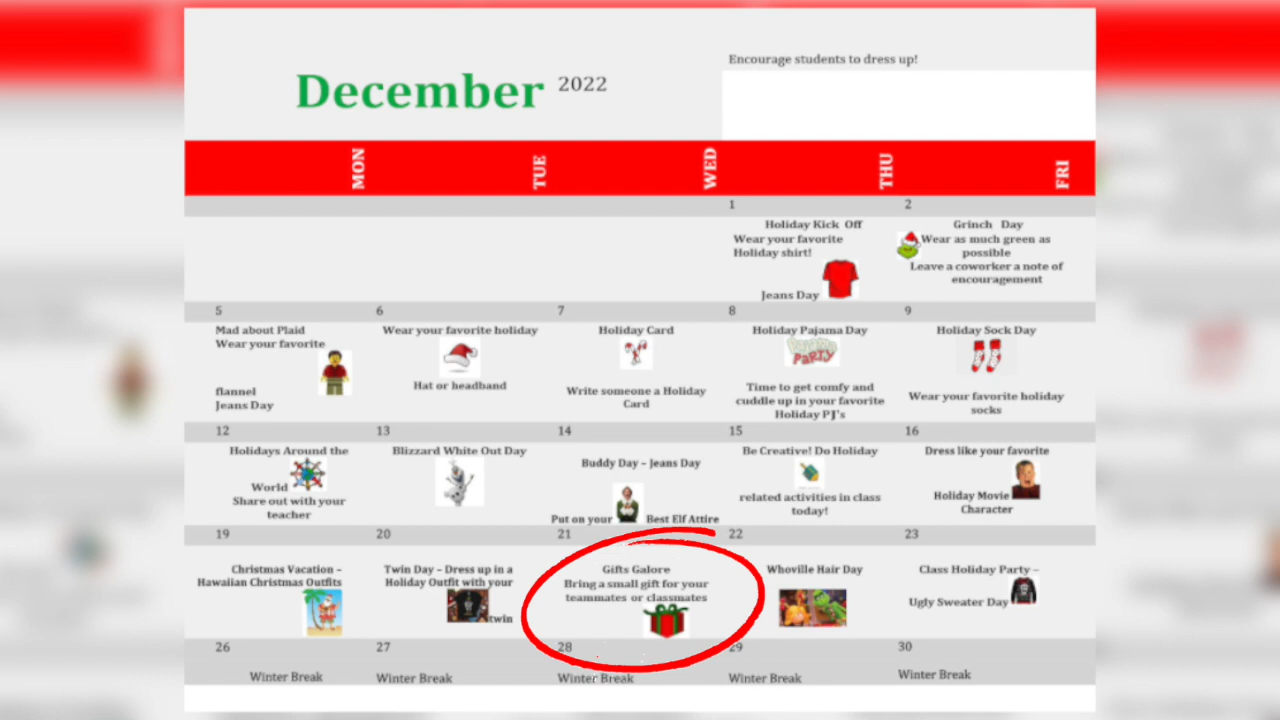 Encourage students to dress up!
December 2022
MON TUE WED THU FRI
1 2
Holiday Kick Off
Wear your favorite
Holiday shirt!
Jeans Day
Grinch Day
Wear as much green as
possible
Leave a coworker a note of
encouragement
5 6 7 8 9
Mad about Plaid
Wear your favorite
flannel
Jeans Day
Wear your favorite holiday
Hat or headband
Holiday Card
Write someone a Holiday
Card
Holiday Pajama Day
PARTY
Time to get comfy and
cuddle up in your favorite
Holiday PJ's
Holiday Sock Day
Wear your favorite holiday
socks
12 13 14 15 16
Holidays Around the
World
Share out with your
teacher
Blizzard White Out Day
Buddy Day – Jeans Day
Put on your Best Elf Attire
Be Creative! Do Holiday
related activities in class
today!
Dress like your favorite
Holiday Movie
Character
19 20 21 22 23
Christmas Vacation –
Hawaiian Christmas Outfits
Twin Day – Dress up in a
Holiday Outfit with your
twin
Gifts Galore
Bring a small gift for your
teammates or classmates
Whoville Hair Day
Class Holiday Party –
Ugly Sweater Day
26 27 28 29 30
Winter Break Winter Break Winter Break Winter Break Winter Break